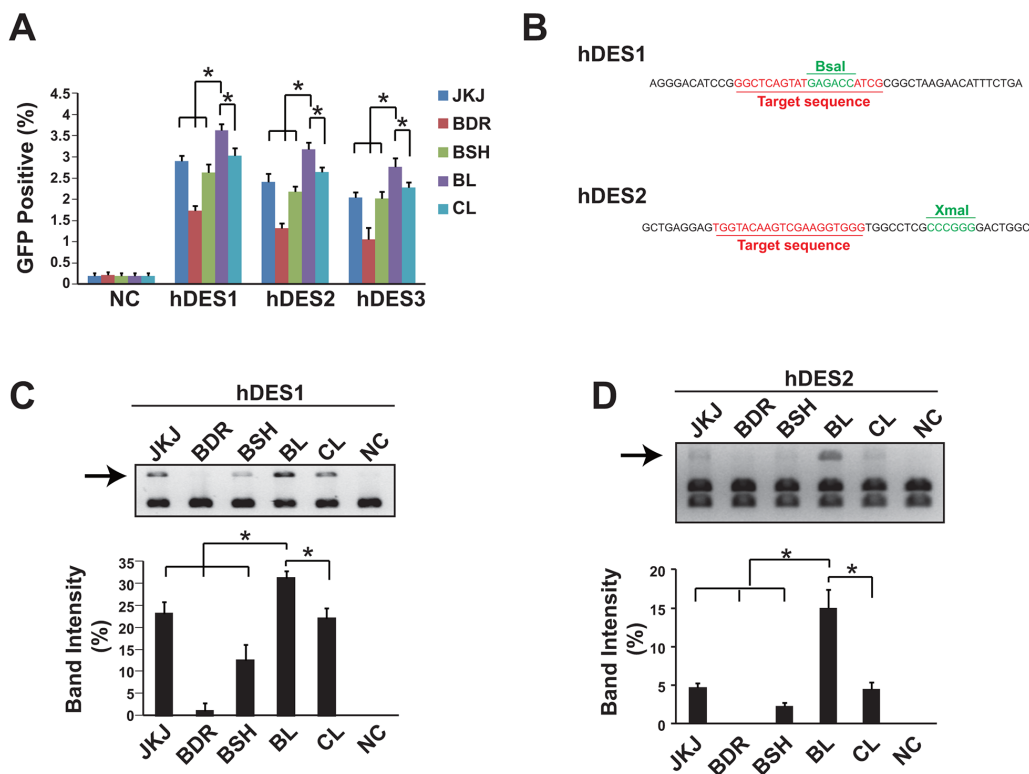 A
GFP Positive (%)
4.5
4
3.5
3
2.5
2
1.5
1
0.5
0
*
*
*
*
*
*
NC
hDES1
hDES2
hDES3
JKJ
BDR
BSH
BL
CL
B
hDES1
BsaI
AGGGACATCCGGGCTCAGTATGAGACCATCGCGGCTAAGAACATTTCTGA
Target sequence
hDES2
XmaI
GCTGAGGAGTGGTACAAGTCGAAGGTGGGTGGCCTCGCCCGGGGACTGGC
Target sequence
C
hDES1
JKJ
BDR
BSH
BL
CL
NC
Band Intensity
(%)
35
30
25
20
15
10
5
0
*
*
JKJ
BDR
BSH
BL
CL
NC
D
hDES2
JKJ
BDR
BSH
BL
CL
NC
Band Intensity
(%)
20
15
10
5
0
*
*
JKJ
BDR
BSH
BL
CL
NC